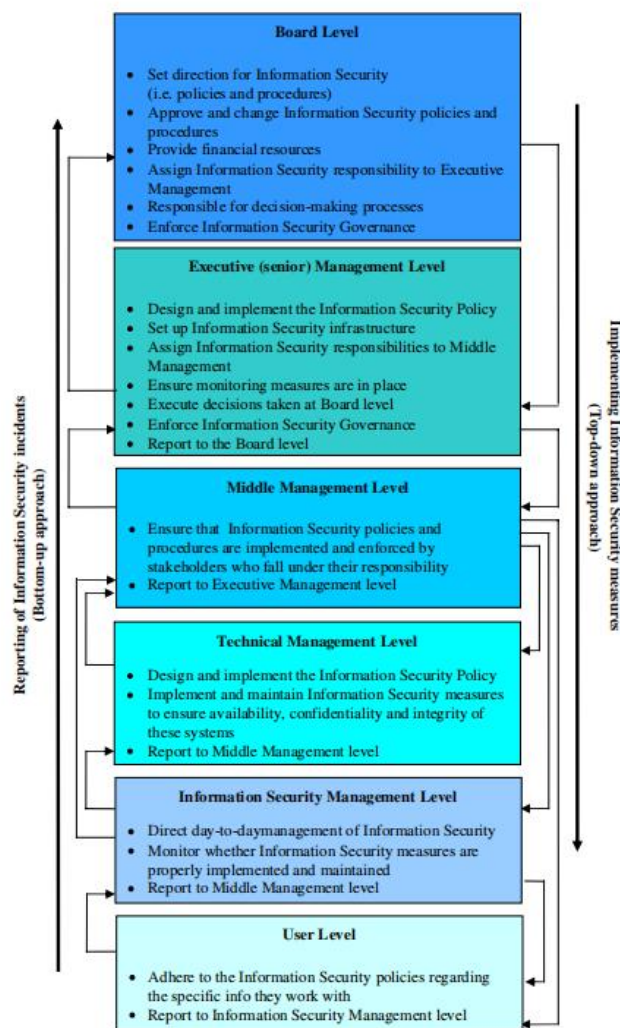 Board Level
• Set direction for Information Security
(i.e. policies and procedures)
• Approve and change Information Security policies and
procedures
• Provide financial resources
• Assign Information Security responsibility to Executive
Management
• Responsible for decision-making processes
• Enforce Information Security Governance
Executive (senior) Management Level
• Design and implement the Information Security Policy
• Set up Information Security infrastructure
• Assign Information Security responsibilities to Middle
Management
• Ensure monitoring measures are in place
• Execute decisions taken at Board level
• Enforce Information Security Governance
• Report to the Board level
Middle Management Level
• Ensure that Information Security policies and
procedures are implemented and enforced by
stakeholders who fall under their responsibility
• Report to Executive Management level
Technical Management Level
• Design and implement the Information Security Policy
• Implement and maintain Information Security measures
to ensure availability, confidentiality and integrity of
these systems
• Report to Middle Management level
Information Security Management Level
• Direct day-to-daymanagement of Information Security
• Monitor whether Information Security measures are
properly implemented and maintained
• Report to Middle Management level
User Level
• Adhere to the Information Security policies regarding
the specific info they work with
• Report to Information Security Management level
Reporting of Information Security incidents
(Bottom-up approach)
Implementing Information Security measures
(Top-down approach)